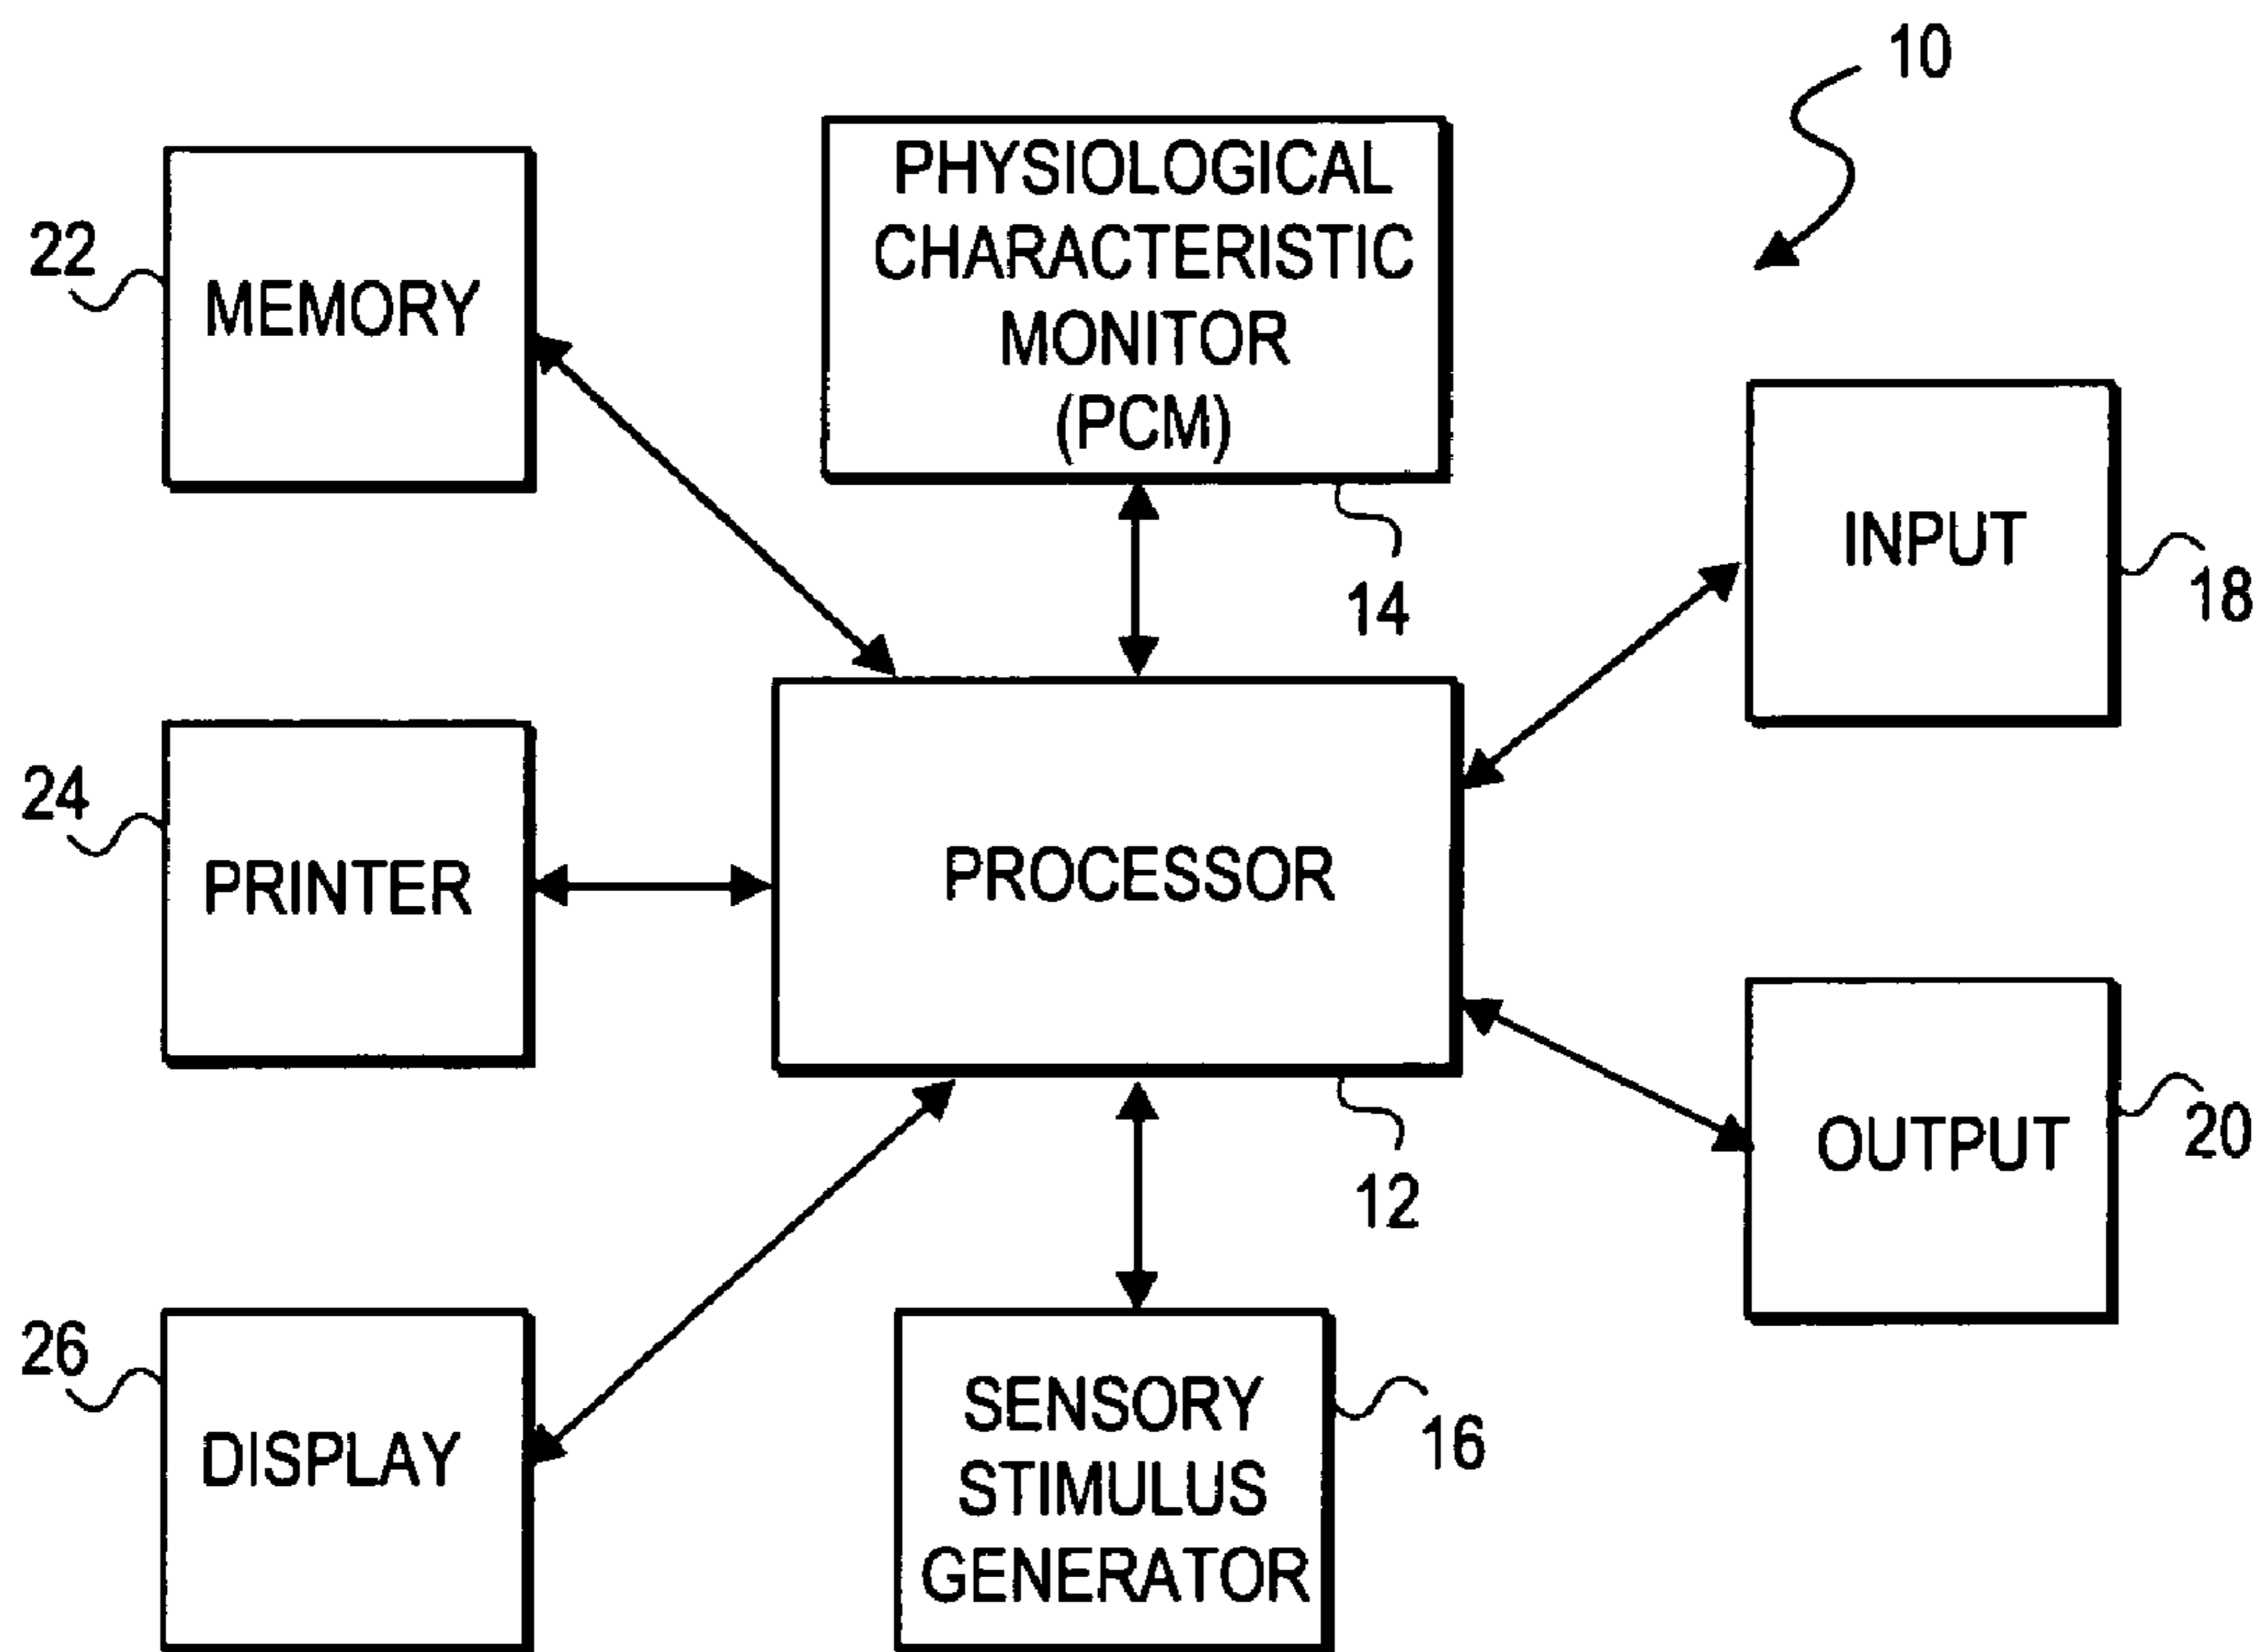 10
PHYSIOLOGICAL
CHARACTERISTIC
MONITOR
(PCM)
14
22
MEMORY
INPUT
18
24
PRINTER
PROCESSOR
12
OUTPUT
20
26
DISPLAY
SENSORY
STIMULUS
GENERATOR
16